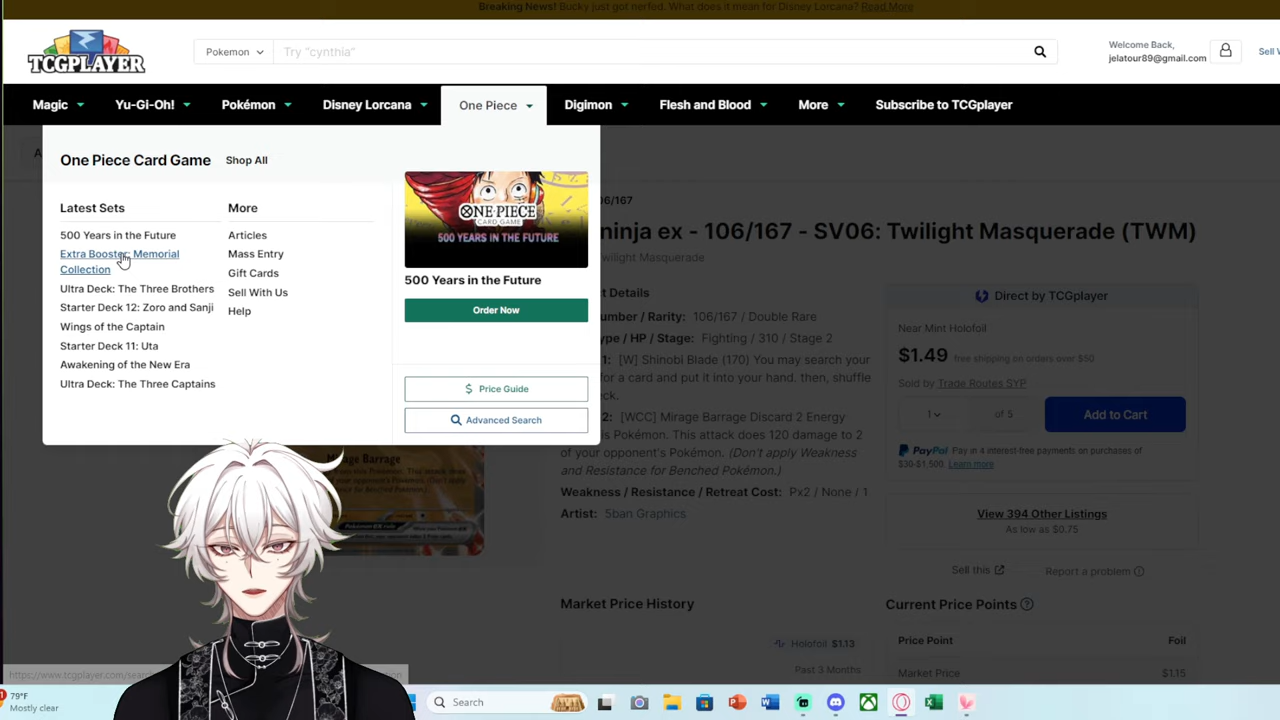 Breaking News! Bucky just got nerfed. What does it mean for Disney Lorcana? Read More
TCGPLAYER
Pokemon
Try "cynthia"
Welcome Back,
jelatour89@gmail.com
Sell W
Magic
Yu-Gi-Oh!
Pokémon
Disney Lorcana
One Piece
Digimon
Flesh and Blood
More
Subscribe to TCGplayer
A
One Piece Card Game
Shop All
Latest Sets
500 Years in the Future
Extra Booster: Memorial
Collection
Ultra Deck: The Three Brothers
Starter Deck 12: Zoro and Sanji
Wings of the Captain
Starter Deck 11: Uta
Awakening of the New Era
Ultra Deck: The Three Captains
More
Articles
Mass Entry
Gift Cards
Sell With Us
Help
ONE PIECE
CARD GAME
500 YEARS IN THE FUTURE
500 Years in the Future
Order Now
$ Price Guide
Advanced Search
06/167
ninja ex - 106/167 - SV06: Twilight Masquerade (TWM)
wilight Masquerade
ct Details
umber / Rarity: 106/167 / Double Rare
ype / HP / Stage: Fighting / 310 / Stage 2
1: [W] Shinobi Blade (170) You may search your
for a card and put it into your hand. then, shuffle
ck.
2: [WCC] Mirage Barrage Discard 2 Energy
is Pokémon. This attack does 120 damage to 2
of your opponent's Pokémon. (Don't apply Weakness
and Resistance for Benched Pokémon.)
Weakness / Resistance / Retreat Cost: Px2 / None / 1
Artist: 5ban Graphics
Mirage Barrage
Direct by TCGplayer
Near Mint Holofoil
$1.49 free shipping on orders over $50
Sold by Trade Routes SYP
1
of 5
Add to Cart
PayPal Pay in 4 interest-free payments on purchases of
$30-$1,500. Learn more
View 394 Other Listings
As low as $0.75
Sell this
Report a problem
Market Price History
Holofoil $1.13
Past 3 Months
Current Price Points
Price Point
Foil
Market Price
$1.15
https://www.tcgplayer.com/sear
on
1
79°F
Mostly clear
Search